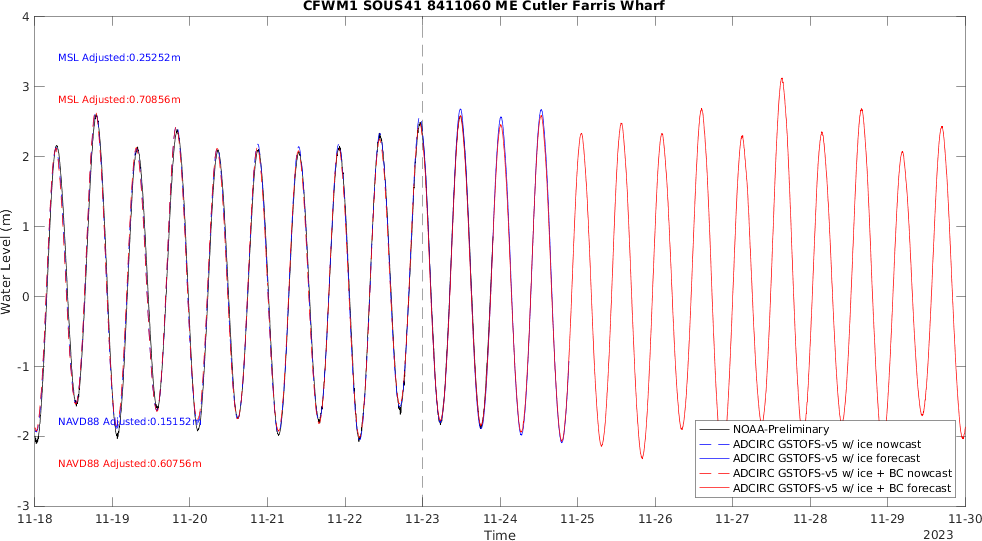 CFWM1 SOUS41 8411060 ME Cutler Farris Wharf
4
3
2
1
0
-1
-2
-3
Water Level (m)
MSL Adjusted:0.25252m
MSL Adjusted:0.70856m
NAVD88 Adjusted:0.15152m
NAVD88 Adjusted:0.60756m
NOAA-Preliminary
ADCIRC GSTOFS-v5 w/ ice nowcast
ADCIRC GSTOFS-v5 w/ ice forecast
ADCIRC GSTOFS-v5 w/ ice + BC nowcast
ADCIRC GSTOFS-v5 w/ ice + BC forecast
11-18 11-19 11-20 11-21 11-22 11-23 11-24 11-25 11-26 11-27 11-28 11-29 11-30
Time
2023